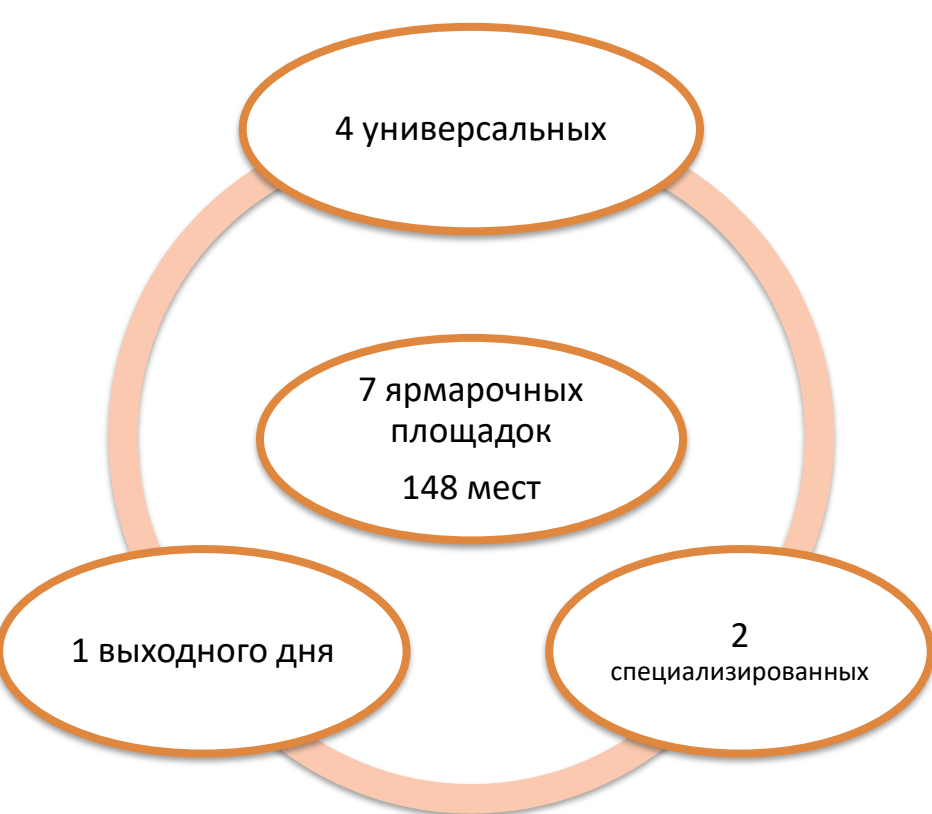 4 универсальных
7 ярмарочных
площадок
148 мест
1 выходного дня
2
специализированных